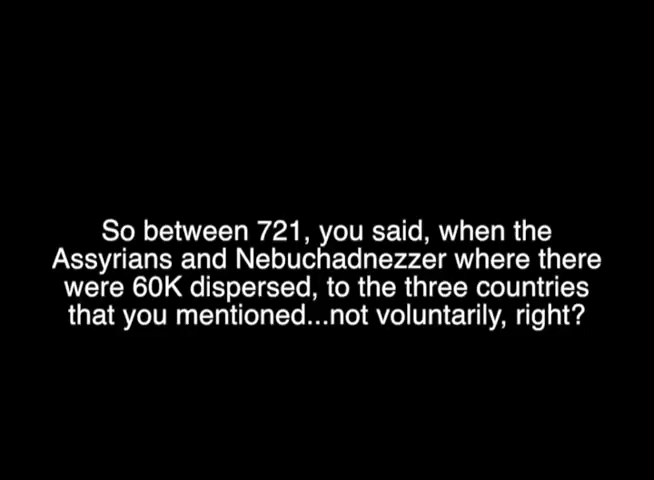 So between 721, you said, when the
Assyrians and Nebuchadnezzer where there
were 60K dispersed, to the three countries
that you mentioned...not voluntarily, right?